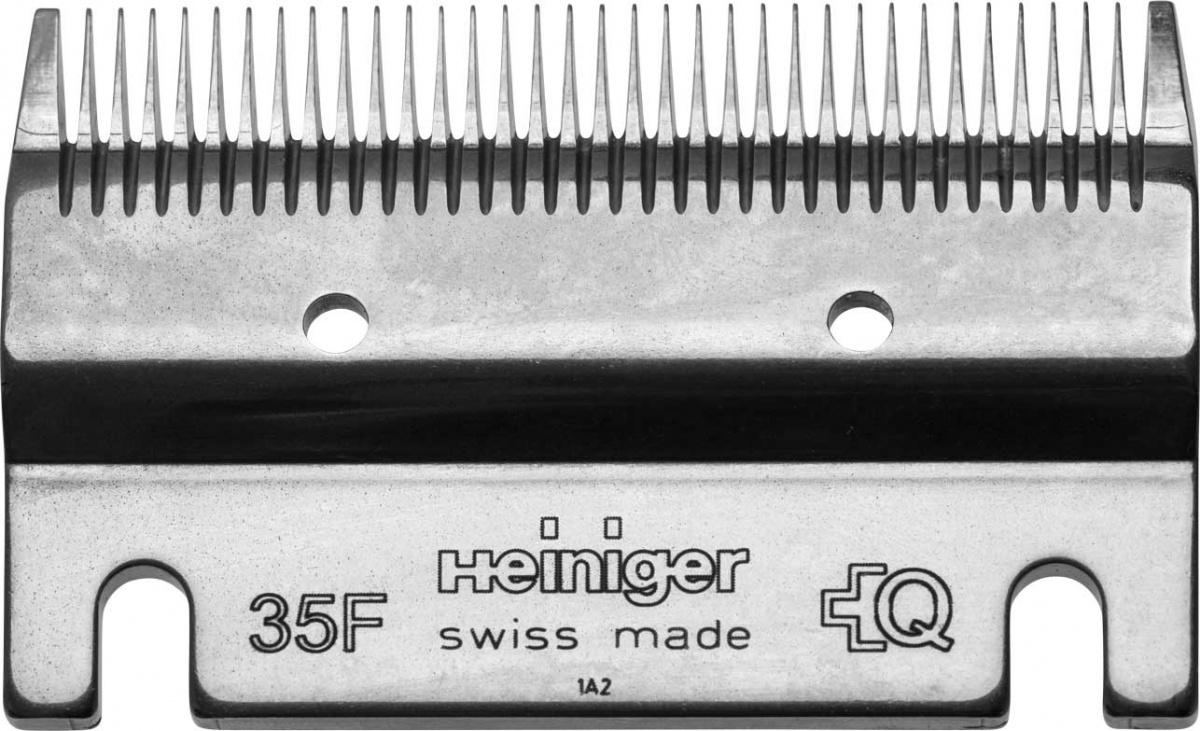 Heiniger
35F
swiss made
Q
1A2